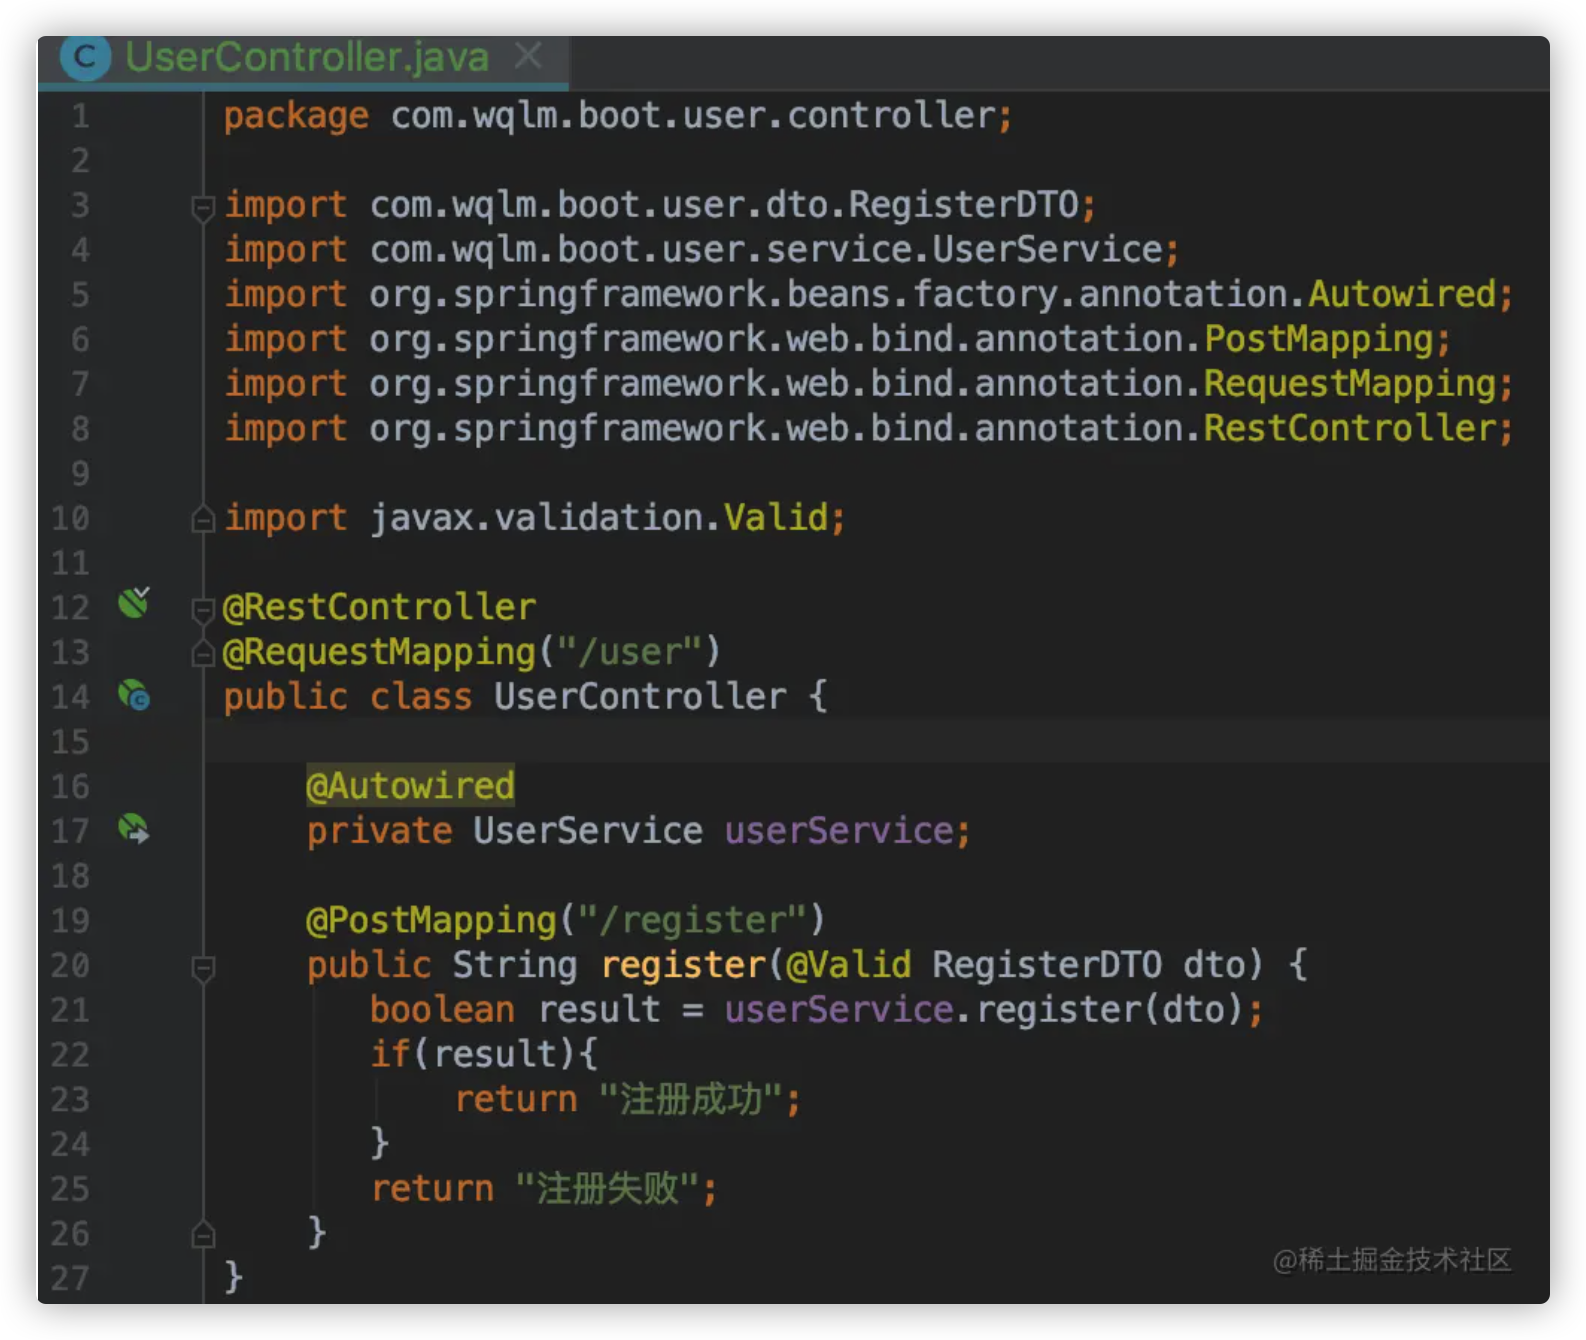 UserController.java
1 package com.wqlm.boot.user.controller;
2
3 import com.wqlm.boot.user.dto.RegisterDTO;
4 import com.wqlm.boot.user.service.UserService;
5 import org.springframework.beans.factory.annotation.Autowired;
6 import org.springframework.web.bind.annotation.PostMapping;
7 import org.springframework.web.bind.annotation.RequestMapping;
8 import org.springframework.web.bind.annotation.RestController;
9
10 import javax.validation.Valid;
11
12 @RestController
13 @RequestMapping("/user")
14 public class UserController {
15
16     @Autowired
17     private UserService userService;
18
19     @PostMapping("/register")
20     public String register(@Valid RegisterDTO dto) {
21         boolean result = userService.register(dto);
22         if(result){
23             return "注册成功";
24         }
25         return "注册失败";
26     }
27 }
@稀土掘金技术社区